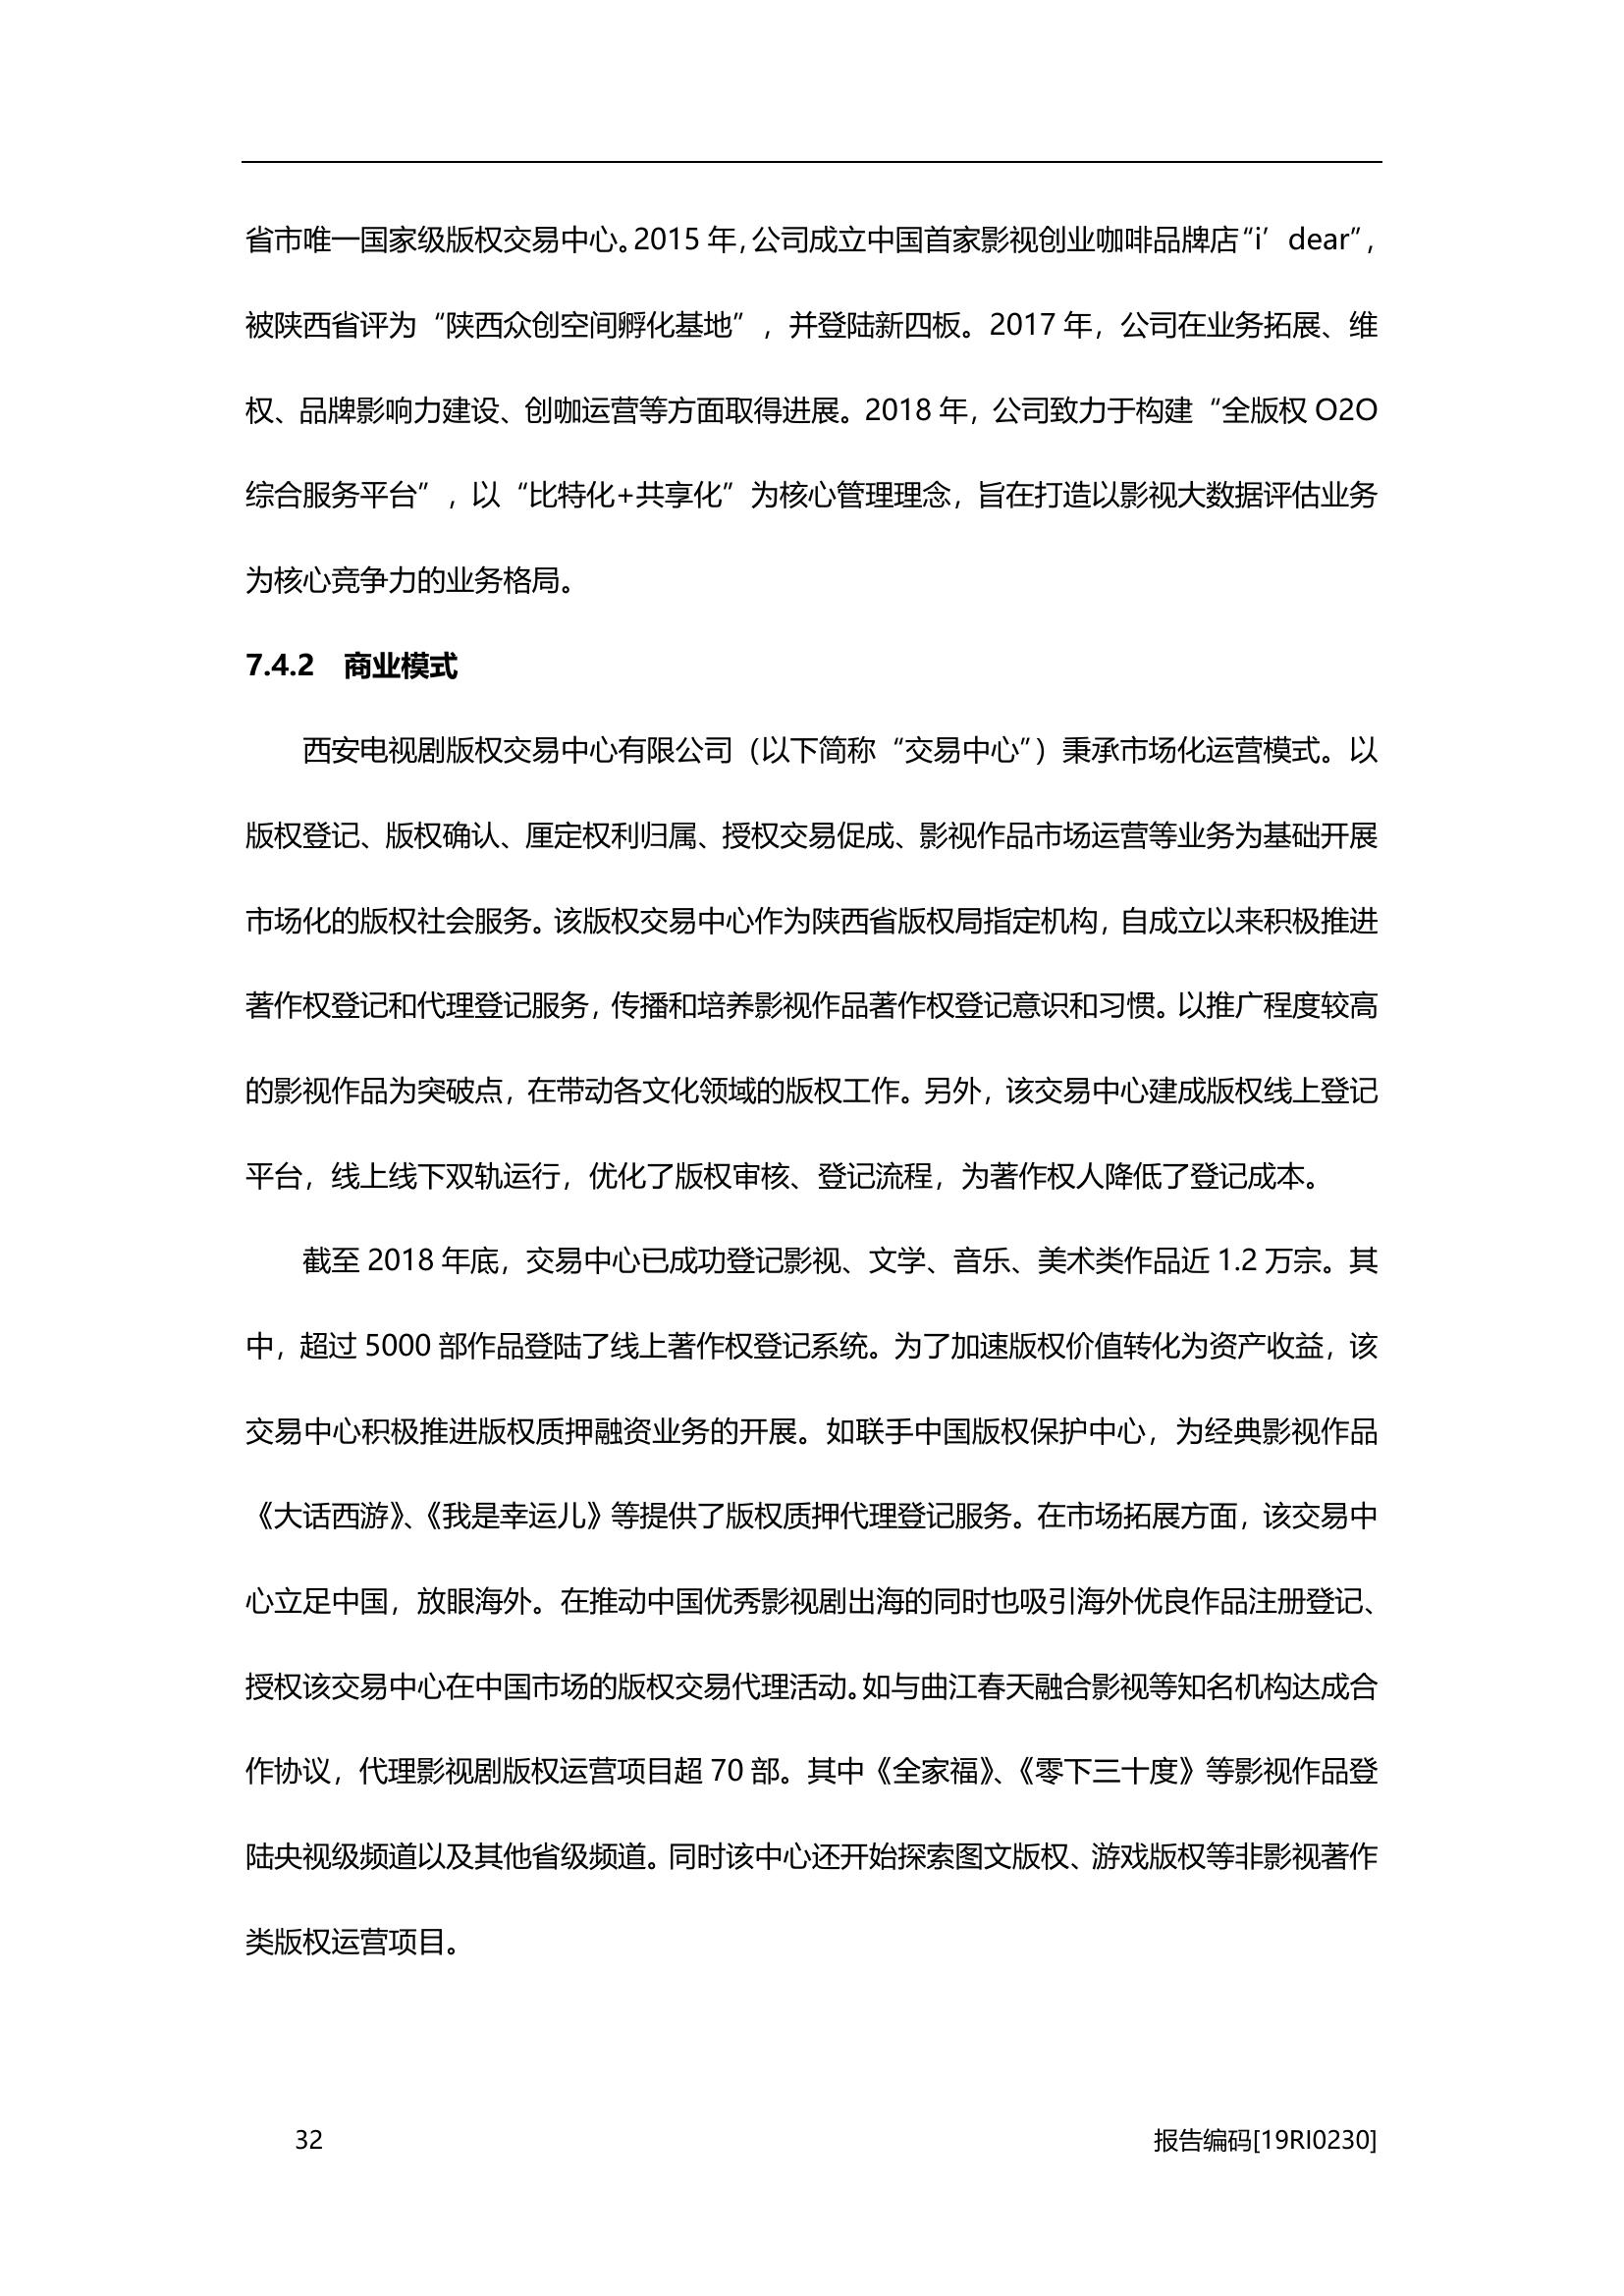 省市唯一国家级版权交易中心。2015 年，公司成立中国首家影视创业咖啡品牌店“i’dear”，
被陕西省评为“陕西众创空间孵化基地”，并登陆新四板。2017 年，公司在业务拓展、维
权、品牌影响力建设、创咖运营等方面取得进展。2018 年，公司致力于构建“全版权 O2O
综合服务平台”，以“比特化+共享化”为核心管理理念，旨在打造以影视大数据评估业务
为核心竞争力的业务格局。
7.4.2 商业模式
西安电视剧版权交易中心有限公司（以下简称“交易中心”）秉承市场化运营模式。以
版权登记、版权确认、厘定权利归属、授权交易促成、影视作品市场运营等业务为基础开展
市场化的版权社会服务。该版权交易中心作为陕西省版权局指定机构，自成立以来积极推进
著作权登记和代理登记服务，传播和培养影视作品著作权登记意识和习惯。以推广程度较高
的影视作品为突破点，在带动各文化领域的版权工作。另外，该交易中心建成版权线上登记
平台，线上线下双轨运行，优化了版权审核、登记流程，为著作权人降低了登记成本。
截至 2018 年底，交易中心已成功登记影视、文学、音乐、美术类作品近 1.2 万宗。其
中，超过 5000 部作品登陆了线上著作权登记系统。为了加速版权价值转化为资产收益，该
交易中心积极推进版权质押融资业务的开展。如联手中国版权保护中心，为经典影视作品
《大话西游》、《我是幸运儿》等提供了版权质押代理登记服务。在市场拓展方面，该交易中
心立足中国，放眼海外。在推动中国优秀影视剧出海的同时也吸引海外优良作品注册登记、
授权该交易中心在中国市场的版权交易代理活动。如与曲江春天融合影视等知名机构达成合
作协议，代理影视剧版权运营项目超 70 部。其中《全家福》、《零下三十度》等影视作品登
陆央视级频道以及其他省级频道。同时该中心还开始探索图文版权、游戏版权等非影视著作
类版权运营项目。
32
报告编码[19RI0230]